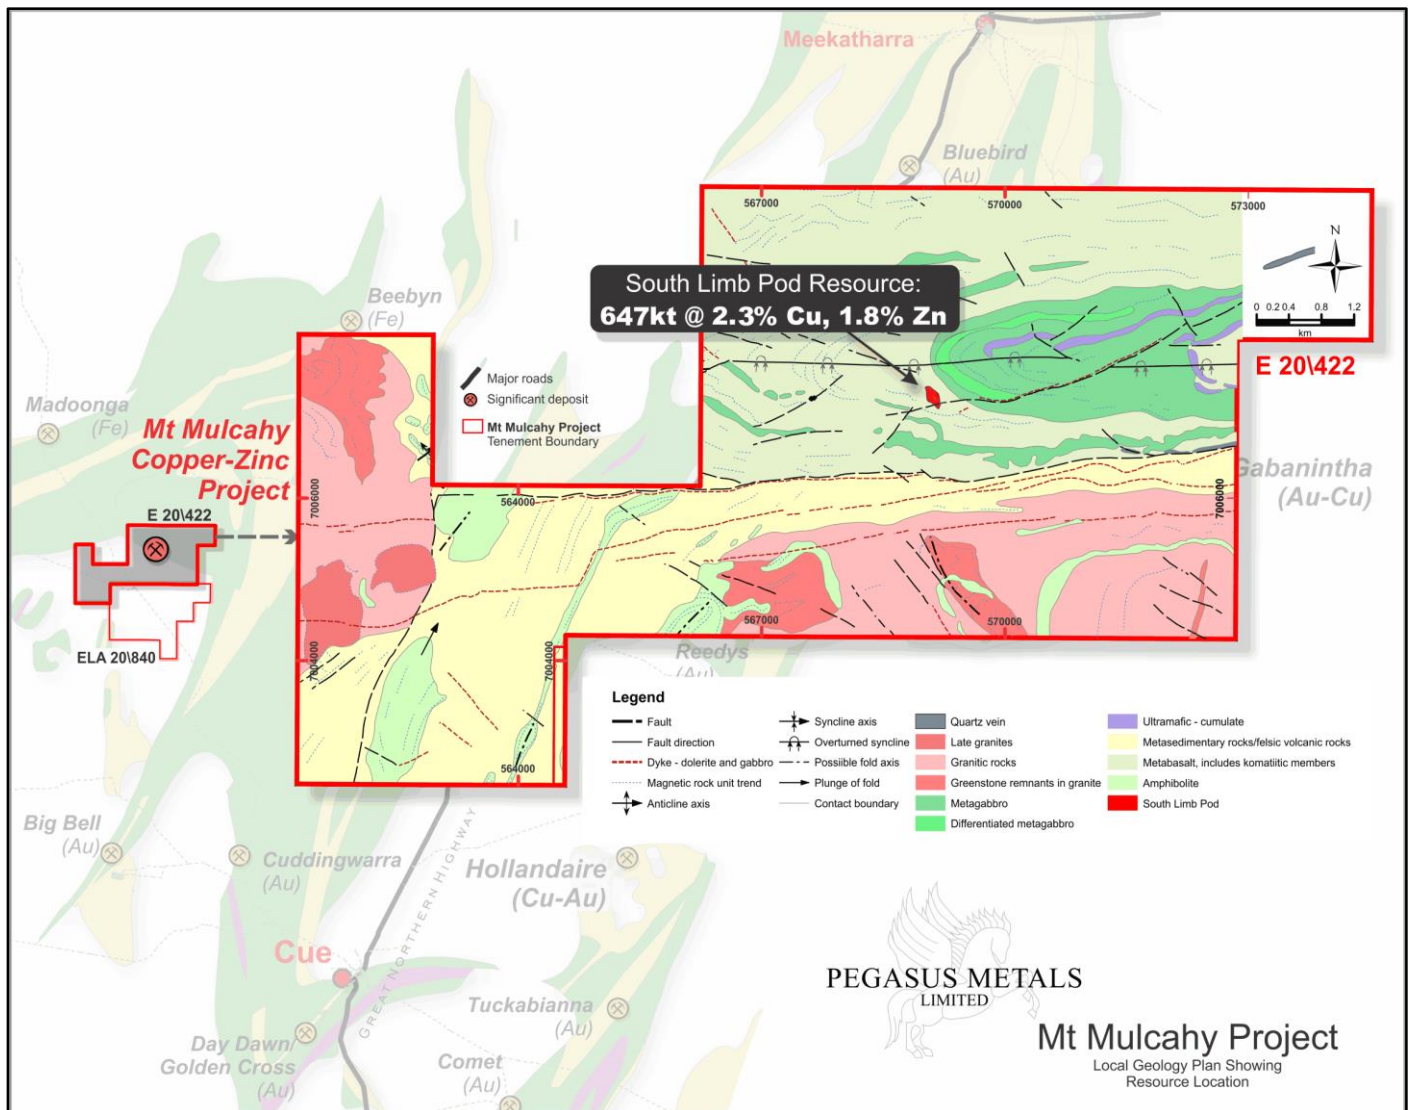 Meekatharra
Bluebird
(Au)
567000
570000
573000
N
South Limb Pod Resource:
647kt @ 2.3% Cu, 1.8% Zn
0 0.2 0.4 0.8 1.2
km
E 20\422
Beebyn
(Fe)
Madoonga
(Fe)
Major roads
Significant deposit
Mt Mulcahy Project
Tenement Boundary
Mt Mulcahy
Copper-Zinc
Project
E 20\422
ELA 20\840
7006000
564000
7006000
Gabanintha
(Au-Cu)
7004000
7004000
567000
570000
564000
Reedys
(Au)
Legend
Fault
Fault direction
Dyke - dolerite and gabbro
Magnetic rock unit trend
Anticline axis
Syncline axis
Overturned syncline
Possiible fold axis
Plunge of fold
Contact boundary
Quartz vein
Late granites
Granitic rocks
Greenstone remnants in granite
Metagabbro
Differentiated metagabbro
Ultramafic - cumulate
Metasedimentary rocks/felsic volcanic rocks
Metabasalt, includes komatiitic members
Amphibolite
South Limb Pod
Big Bell
(Au)
Cuddingwarra
(Au)
GREAT NORTHERN HIGHWAY
Hollandaire
(Cu-Au)
Cue
Tuckabianna
(Au)
Day Dawn/
Golden Cross
(Au)
Comet
(Au)
PEGASUS METALS
LIMITED
Mt Mulcahy Project
Local Geology Plan Showing
Resource Location